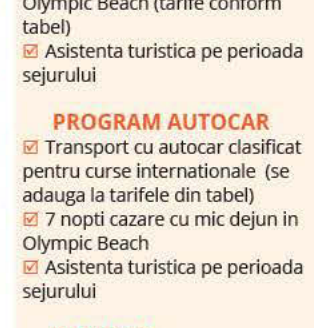 Olympic Beach (tarife conform
tabel)
☑ Asistenta turistica pe perioada
sejurului
PROGRAM AUTOCAR
☑ Transport cu autocar clasificat
pentru curse internationale (se
adauga la tarifele din tabel)
☑ 7 nopti cazare cu mic dejun in
Olympic Beach
☑ Asistenta turistica pe perioada
sejurului